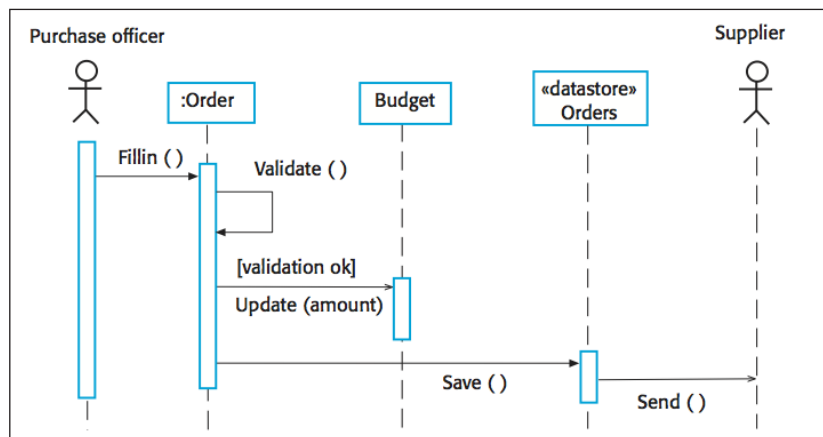 Purchase officer
Supplier
:Order
Budget
«datastore»
Orders
Fillin ( )
Validate ( )
[validation ok]
Update (amount)
Save ( )
Send ( )